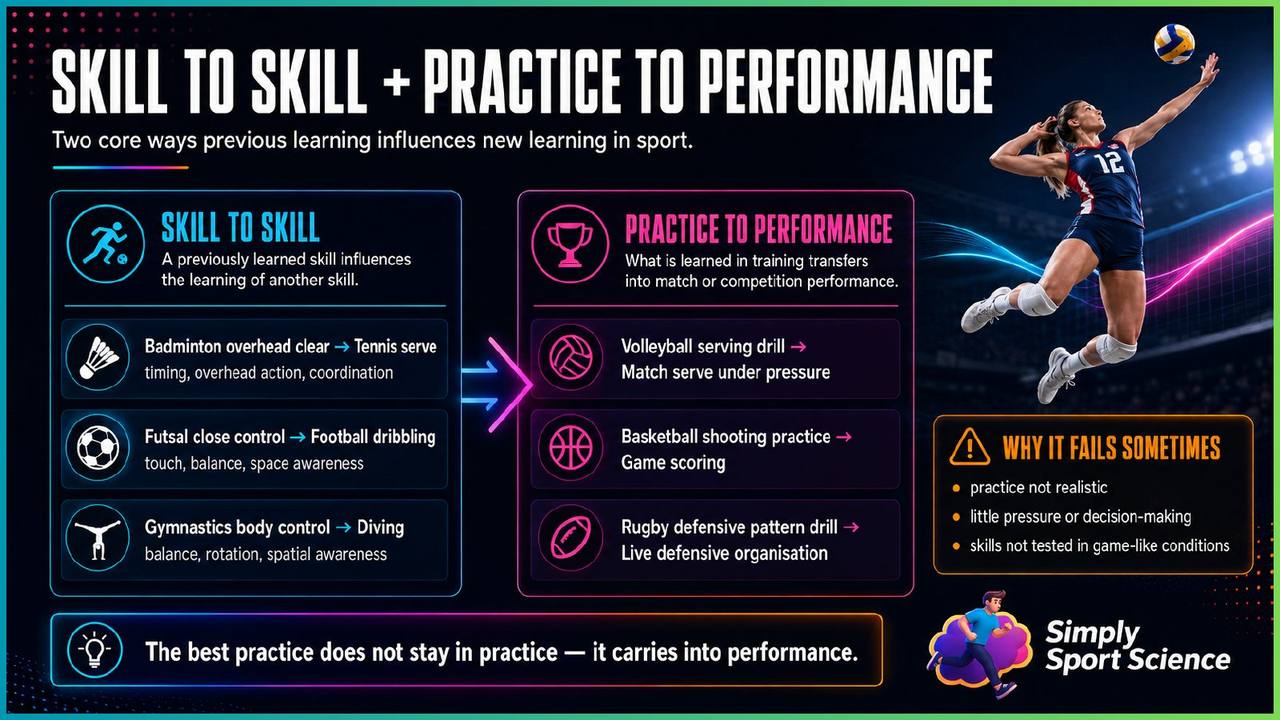 SKILL TO SKILL + PRACTICE TO PERFORMANCE
Two core ways previous learning influences new learning in sport.
SKILL TO SKILL
A previously learned skill influences
the learning of another skill.
Badminton overhead clear → Tennis serve
timing, overhead action, coordination
Futsal close control → Football dribbling
touch, balance, space awareness
Gymnastics body control → Diving
balance, rotation, spatial awareness
PRACTICE TO PERFORMANCE
What is learned in training transfers
into match or competition performance.
Volleyball serving drill →
Match serve under pressure
Basketball shooting practice →
Game scoring
Rugby defensive pattern drill →
Live defensive organisation
12
WHY IT FAILS SOMETIMES
• practice not realistic
• little pressure or decision-making
• skills not tested in game-like conditions
The best practice does not stay in practice — it carries into performance.
Simply
Sport Science